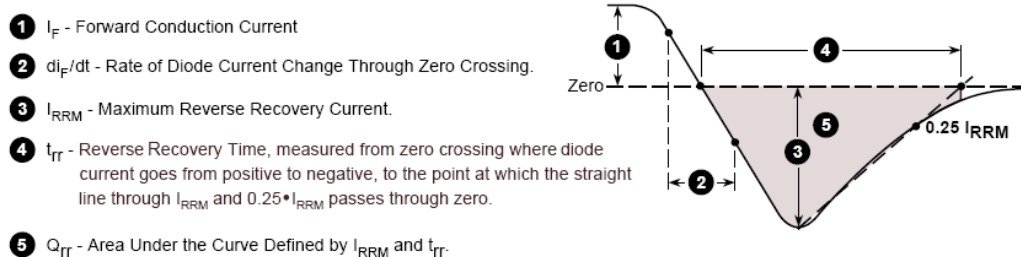 1 I_F - Forward Conduction Current
2 di_F/dt - Rate of Diode Current Change Through Zero Crossing.
3 I_RRM - Maximum Reverse Recovery Current.
4 t_rr - Reverse Recovery Time, measured from zero crossing where diode
current goes from positive to negative, to the point at which the straight
line through I_RRM and 0.25•I_RRM passes through zero.
5 Q_rr - Area Under the Curve Defined by I_RRM and t_rr.
1
4
Zero
5
0.25 I_RRM
3
2